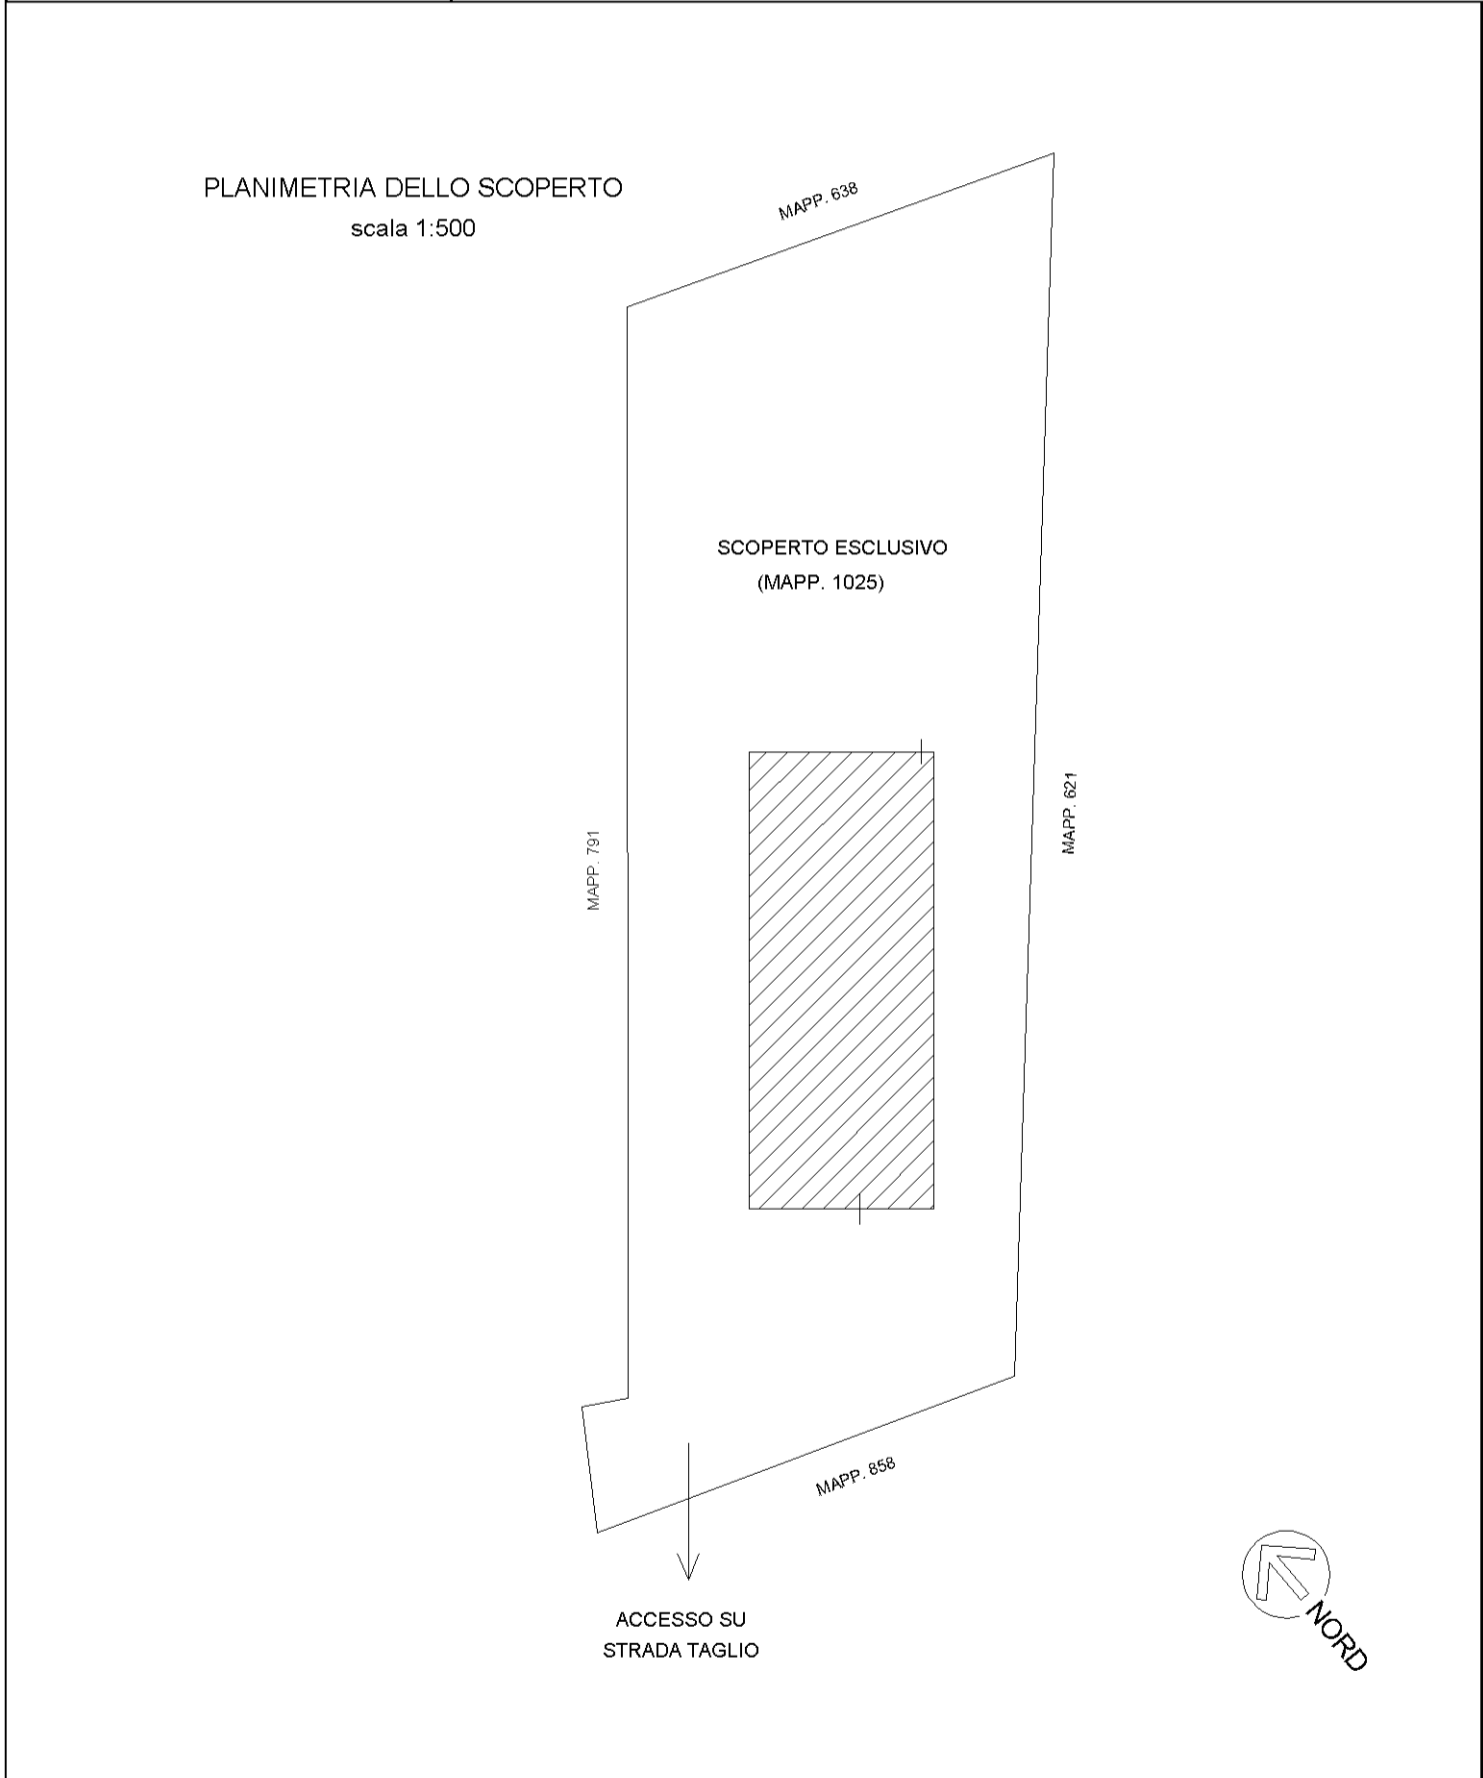 PLANIMETRIA DELLO SCOPERTO
scala 1:500
MAPP. 638
SCOPERTO ESCLUSIVO
(MAPP. 1025)
MAPP. 791
MAPP. 621
MAPP. 858
ACCESSO SU
STRADA TAGLIO
NORD